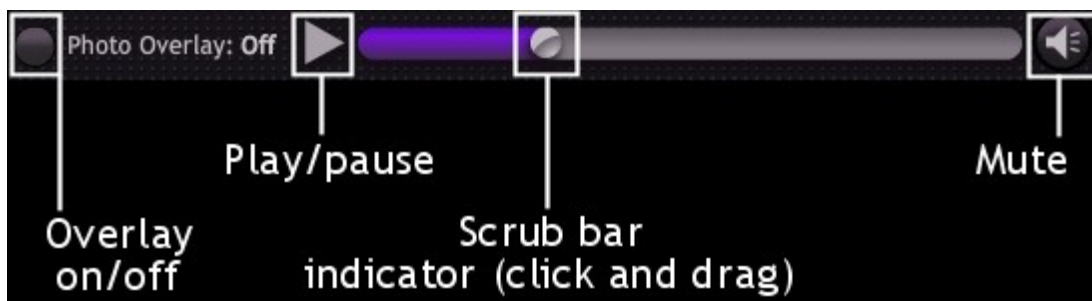 Photo Overlay: Off
Play/pause
Mute
Overlay
on/off
Scrub bar
indicator (click and drag)